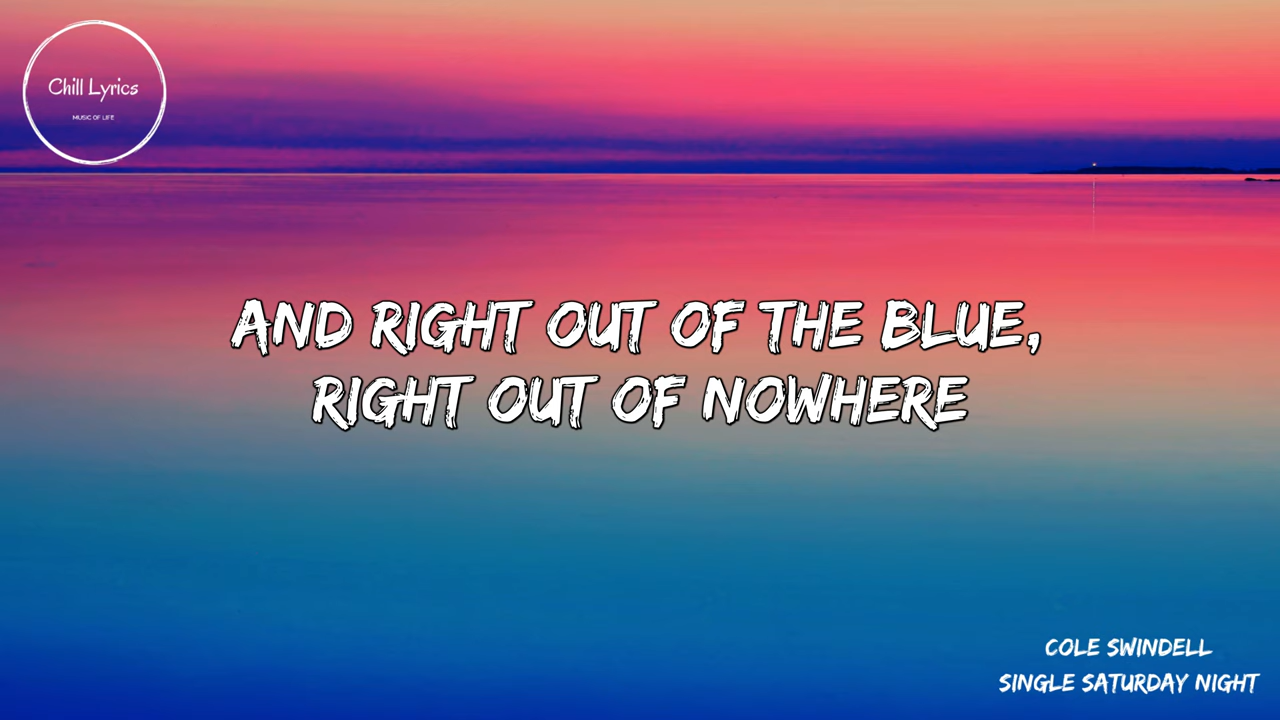 Chill Lyrics
MUSIC OF LIFE
AND RIGHT OUT OF THE BLUE,
RIGHT OUT OF NOWHERE
COLE SWINDELL
SINGLE SATURDAY NIGHT